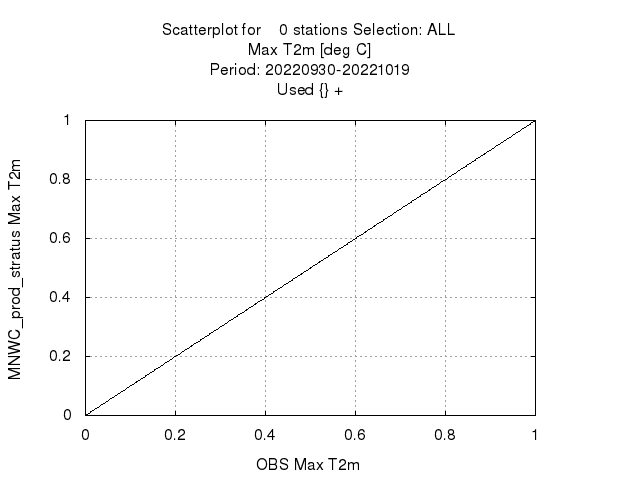 Scatterplot for    0 stations Selection: ALL
Max T2m [deg C]
Period: 20220930-20221019
Used {} +
1
0.8
0.6
0.4
0.2
0
MNWC_prod_stratus Max T2m
0 0.2 0.4 0.6 0.8 1
OBS Max T2m